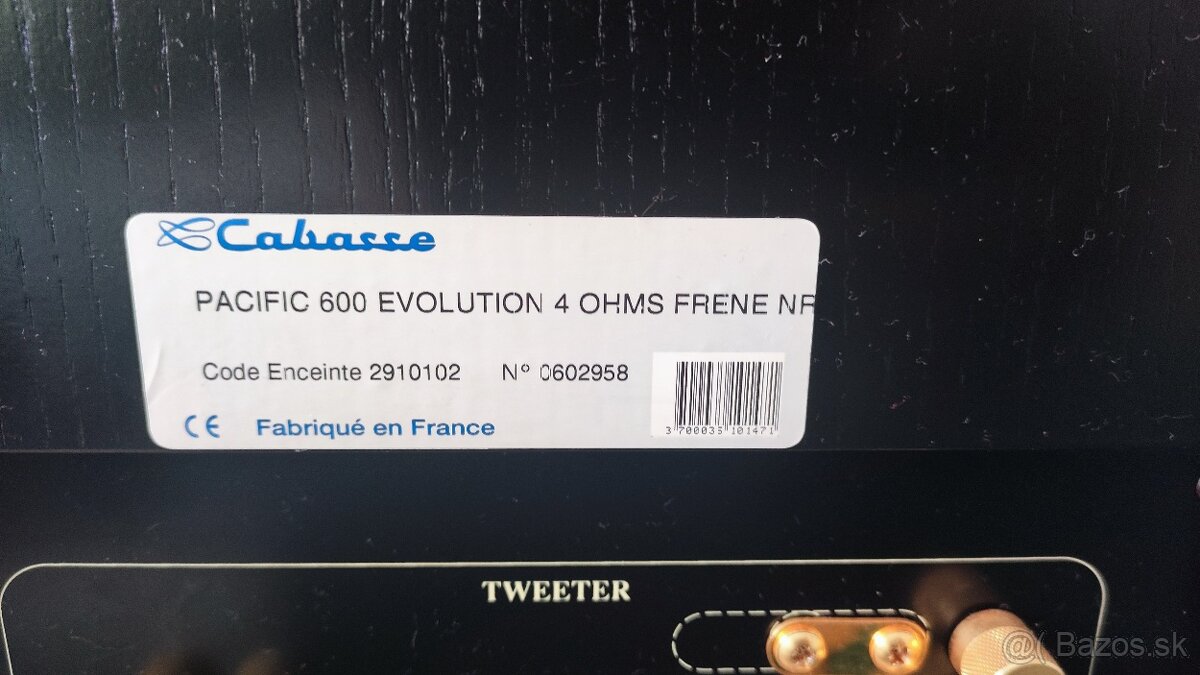 Cabasse
PACIFIC 600 EVOLUTION 4 OHMS FRENE NR
Code Enceinte 2910102 N° 0602958
3 700035 101471
CE Fabriqué en France
TWEETER
@( Bazos.sk